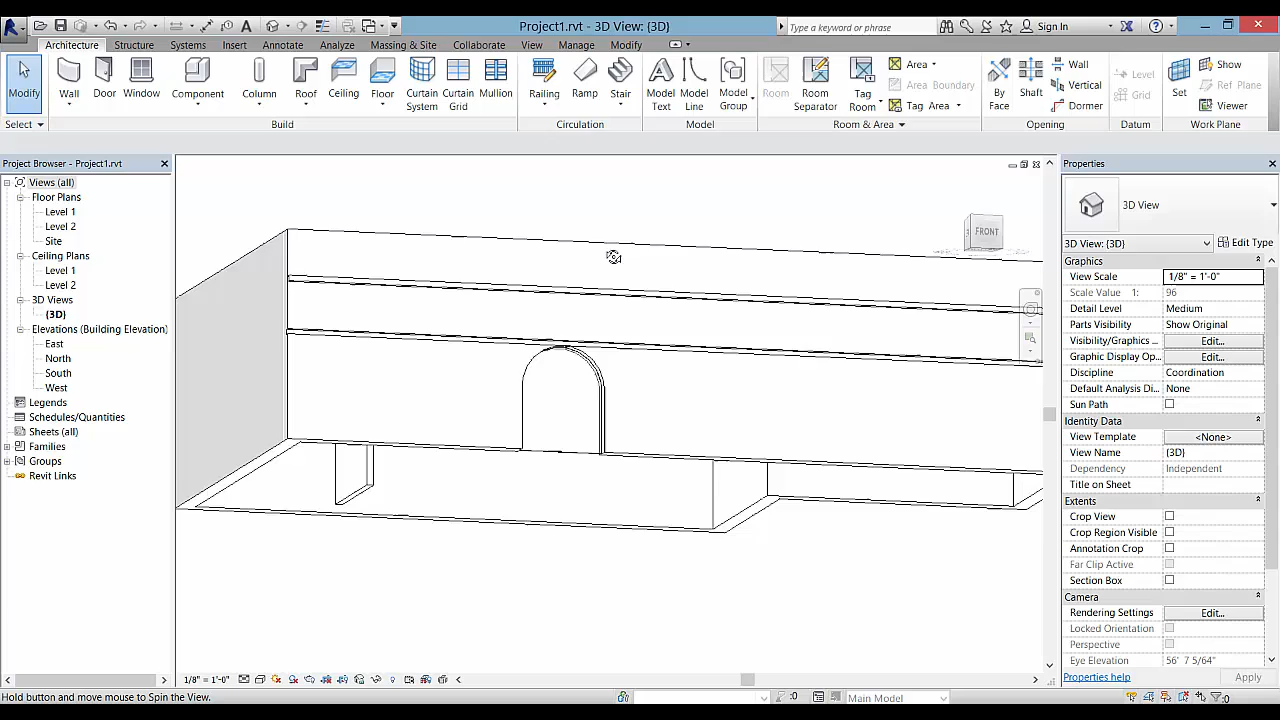 Project1.rvt - 3D View: {3D}
Type a keyword or phrase
Sign In
Architecture Structure Systems Insert Annotate Analyze Massing & Site Collaborate View Manage Modify
Modify
Wall
Door
Window
Component
Column
Roof
Ceiling
Floor
Curtain System
Curtain Grid
Mullion
Railing
Ramp
Stair
Model Text
Model Line
Model Group
Room
Room Separator
Tag Room
Area
Area Boundary
Tag Area
By Face
Shaft
Wall
Vertical
Dormer
Level
Grid
Set
Show
Ref Plane
Viewer
Select Build Circulation Model Room & Area Opening Datum Work Plane
Project Browser - Project1.rvt
Views (all)
Floor Plans
Level 1
Level 2
Site
Ceiling Plans
Level 1
Level 2
3D Views
{3D}
Elevations (Building Elevation)
East
North
South
West
Legends
Schedules/Quantities
Sheets (all)
Families
Groups
Revit Links
FRONT
Properties
3D View
3D View: {3D} Edit Type
Graphics
View Scale 1/8" = 1'-0"
Scale Value 1: 96
Detail Level Medium
Parts Visibility Show Original
Visibility/Graphics ... Edit...
Graphic Display Op... Edit...
Discipline Coordination
Default Analysis Di... None
Sun Path
Identity Data
View Template <None>
View Name {3D}
Dependency Independent
Title on Sheet
Extents
Crop View
Crop Region Visible
Annotation Crop
Far Clip Active
Section Box
Camera
Rendering Settings Edit...
Locked Orientation
Perspective
Eye Elevation 56' 7 5/64"
Properties help Apply
1/8" = 1'-0"
Hold button and move mouse to Spin the View.
:0
Main Model
:0